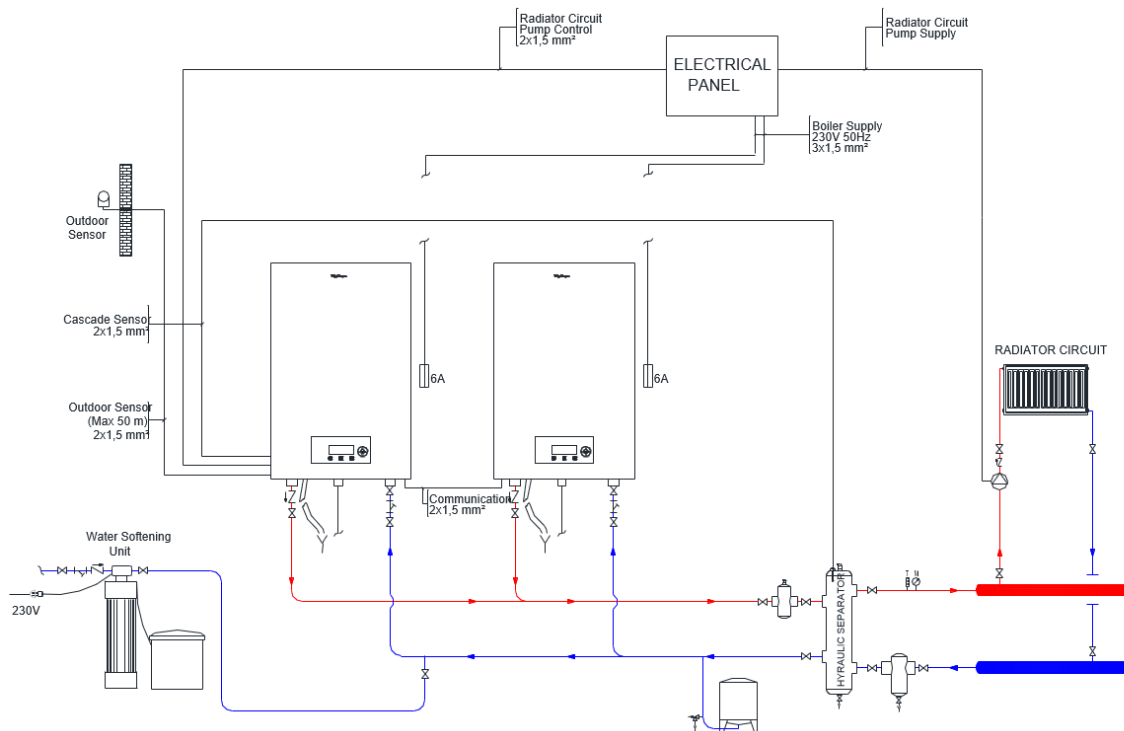 Radiator Circuit
Pump Control
2x1,5 mm²
Radiator Circuit
Pump Supply
ELECTRICAL
PANEL
Boiler Supply
230V 50Hz
3x1,5 mm²
Outdoor
Sensor
Cascade Sensor
2x1,5 mm²
6A
6A
RADIATOR CIRCUIT
Outdoor Sensor
(Max 50 m)
2x1,5 mm²
Communication
2x1,5 mm²
Water Softening
Unit
230V
T M
HYRAULIC SEPARATOR